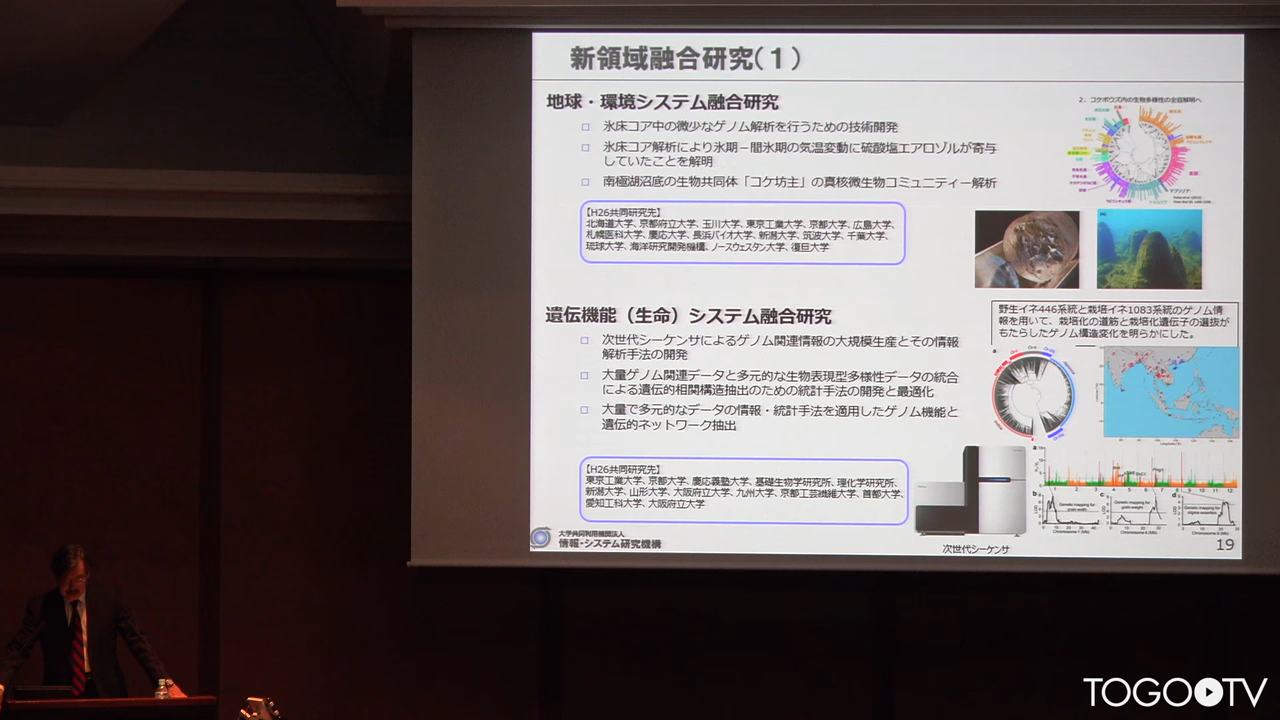 新領域融合研究(1)
地球・環境システム融合研究
□ 氷床コア中の微少なゲノム解析を行うための技術開発
□ 氷床コア解析により氷期－間氷期の気温変動に硫酸塩エアロゾルが寄与
していたことを解明
□ 南極湖沼底の生物共同体「コケ坊主」の真核微生物コミュニティー解析
【H26共同研究先】
北海道大学、京都府立大学、玉川大学、東京工業大学、京都大学、広島大学、
札幌医科大学、慶応大学、長浜バイオ大学、新潟大学、筑波大学、千葉大学、
琉球大学、海洋研究開発機構、ノースウェスタン大学、復旦大学
2．コケボウズ内の生物多様性の全容解明へ
遺伝機能（生命）システム融合研究
□ 次世代シーケンサによるゲノム関連情報の大規模生産とその情報
解析手法の開発
□ 大量ゲノム関連データと多元的な生物表現型多様性データの統合
による遺伝的相関構造抽出のための統計手法の開発と最適化
□ 大量で多元的なデータの情報・統計手法を適用したゲノム機能と
遺伝的ネットワーク抽出
【H26共同研究先】
東京工業大学、京都大学、慶應義塾大学、基礎生物学研究所、理化学研究所、
新潟大学、山形大学、大阪府立大学、九州大学、京都工芸繊維大学、首都大学、
愛知工科大学、大阪府立大学
野生イネ446系統と栽培イネ1083系統のゲノム情
報を用いて、栽培化の道筋と栽培化遺伝子の選抜が
もたらしたゲノム構造変化を明らかにした。
次世代シーケンサ
大学共同利用機関法人
情報・システム研究機構
19
TOGO TV